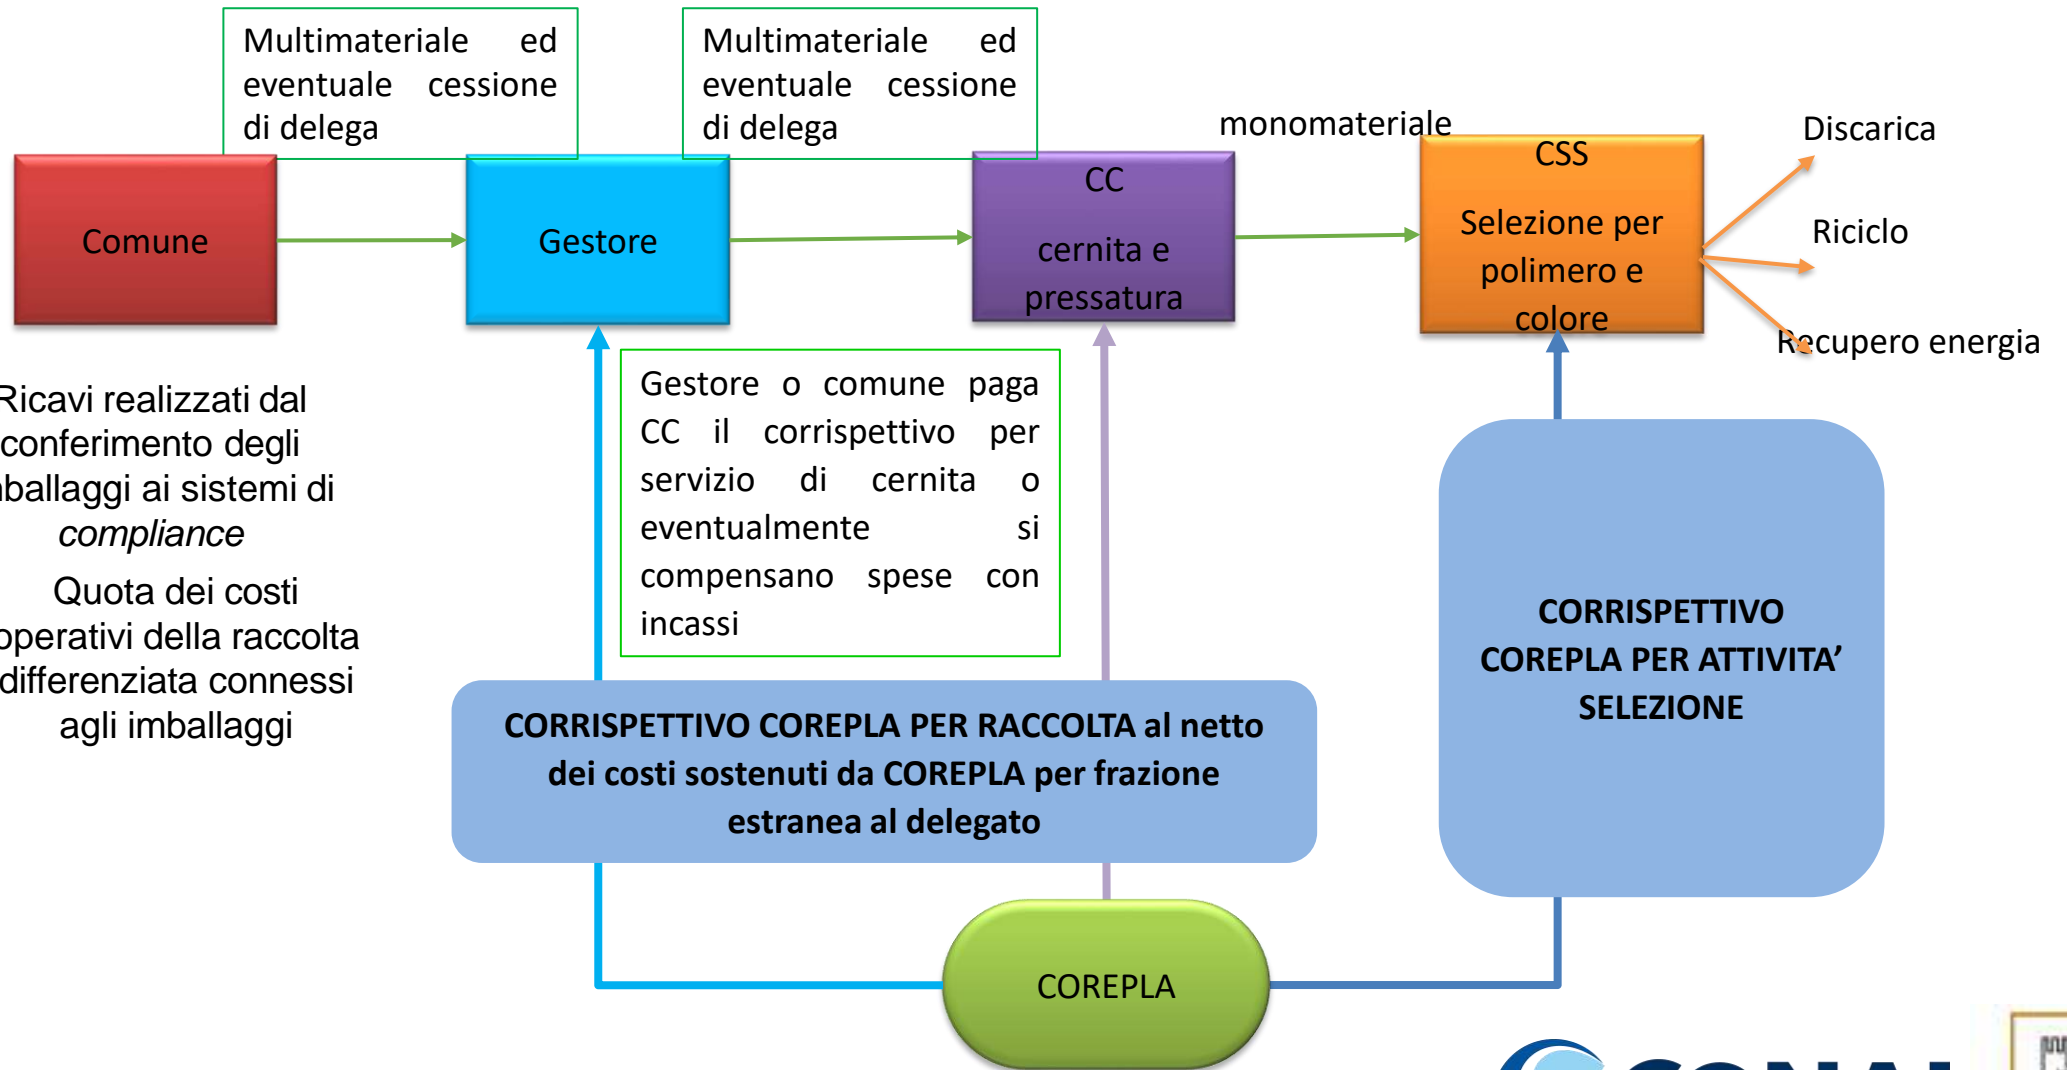 Multimateriale ed
eventuale cessione
di delega
Multimateriale ed
eventuale cessione
di delega
monomateriale
Discarica
Riciclo
Recupero energia
Comune
Gestore
CC
cernita e
pressatura
CSS
Selezione per
polimero e
colore
Ricavi realizzati dal
conferimento degli
ballaggi ai sistemi di
compliance
Quota dei costi
operativi della raccolta
differenziata connessi
agli imballaggi
Gestore o comune paga
CC il corrispettivo per
servizio di cernita o
eventualmente si
compensano spese con
incassi
CORRISPETTIVO COREPLA PER RACCOLTA al netto
dei costi sostenuti da COREPLA per frazione
estranea al delegato
CORRISPETTIVO
COREPLA PER ATTIVITA’
SELEZIONE
COREPLA
CONAI